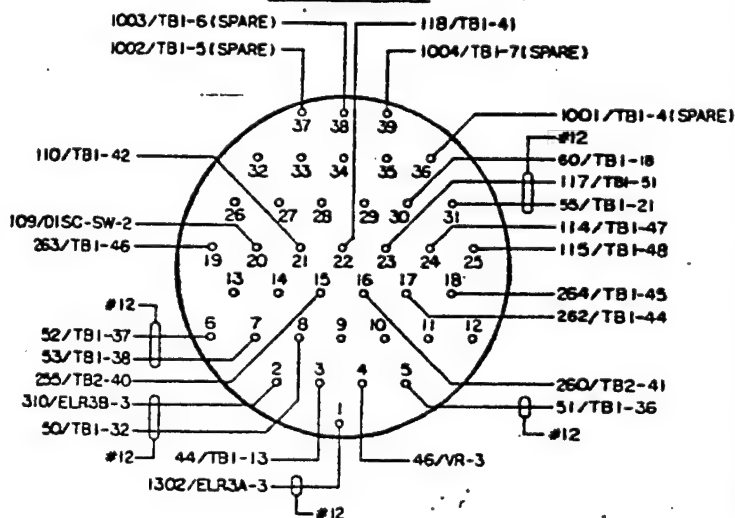 1003/TB1-6(SPARE) 118/TB1-41
1002/TB1-5(SPARE) 1004/TB1-7(SPARE)
37 38 39
1001/TB1-4(SPARE)
#12
110/TB1-42 32 33 34 35 36 60/TB1-18
117/TB1-51
26 27 28 29 30 31 55/TB1-21
109/DISC-SW-2 114/TB1-47
263/TB1-46 19 20 21 22 23 24 25 115/TB1-48
13 14 15 16 17 18 264/TB1-45
#12 262/TB1-44
52/TB1-37 6 7 8 9 10 11 12
53/TB1-38
255/TB2-40 2 3 4 5 260/TB2-41
310/ELR3B-3 51/TB1-36
50/TB1-32 1
#12 #12
44/TB1-13 46/VR-3
1302/ELR3A-3
#12